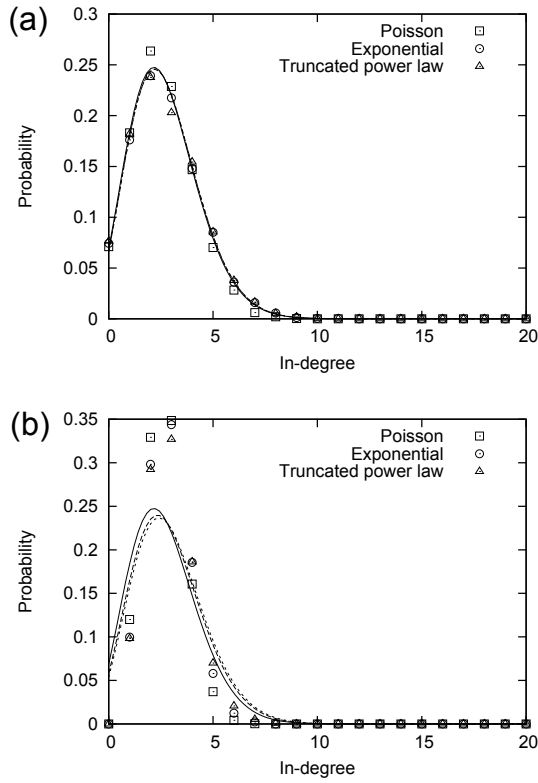 (a)
Poisson
Exponential
Truncated power law
0.3
0.25
0.2
0.15
0.1
0.05
0
Probability
0 5 10 15 20
In-degree
(b)
Poisson
Exponential
Truncated power law
0.35
0.3
0.25
0.2
0.15
0.1
0.05
0
Probability
0 5 10 15 20
In-degree